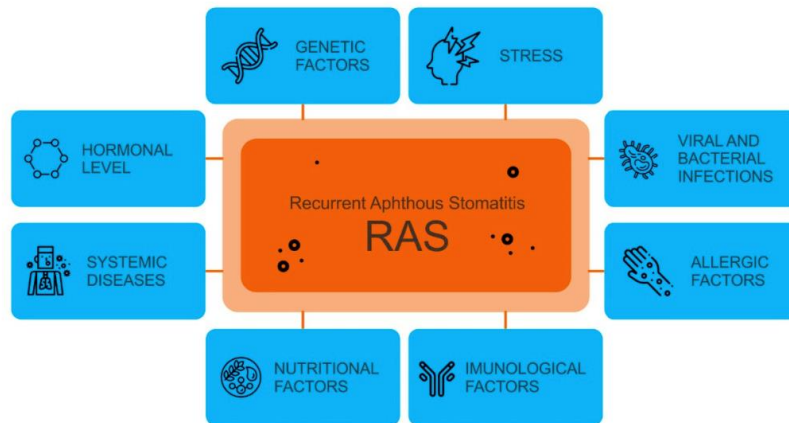 GENETIC
FACTORS
STRESS
HORMONAL
LEVEL
VIRAL AND
BACTERIAL
INFECTIONS
Recurrent Aphthous Stomatitis
RAS
SYSTEMIC
DISEASES
ALLERGIC
FACTORS
NUTRITIONAL
FACTORS
IMUNOLOGICAL
FACTORS